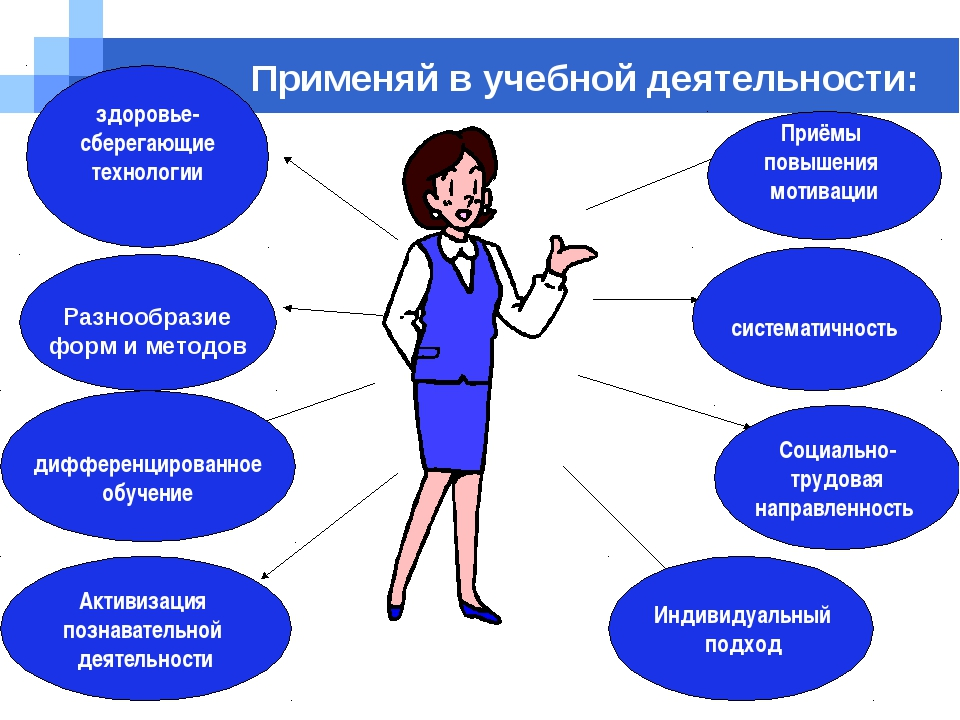 Применяй в учебной деятельности:
здоровье-
сберегающие
технологии
Разнообразие
форм и методов
дифференцированное
обучение
Активизация
познавательной
деятельности
Приёмы
повышения
мотивации
систематичность
Социально-
трудовая
направленность
Индивидуальный
подход